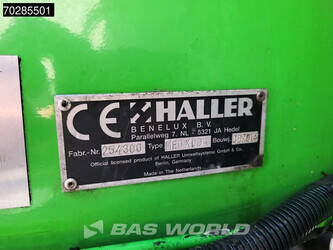 70285501
CE HALLER
BENELUX B.V.
Parallelweg 7, NL - 5321 JA Hedel
Fabr.-Nr. 254300 Type Bouwj.
Official licensed product of HALLER Umweltsysteme GmbH & Co.,
Berlin, Germany
Made in The Netherlands
BAS WORLD